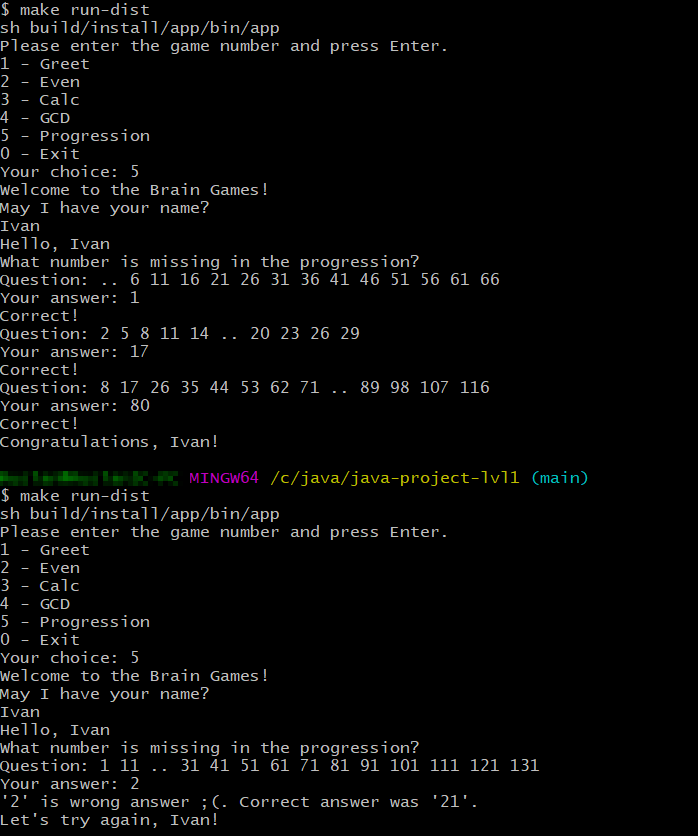 $ make run-dist
sh build/install/app/bin/app
Please enter the game number and press Enter.
1 - Greet
2 - Even
3 - Calc
4 - GCD
5 - Progression
0 - Exit
Your choice: 5
Welcome to the Brain Games!
May I have your name?
Ivan
Hello, Ivan
What number is missing in the progression?
Question: .. 6 11 16 21 26 31 36 41 46 51 56 61 66
Your answer: 1
Correct!
Question: 2 5 8 11 14 .. 20 23 26 29
Your answer: 17
Correct!
Question: 8 17 26 35 44 53 62 71 .. 89 98 107 116
Your answer: 80
Correct!
Congratulations, Ivan!
MINGW64 /c/java/java-project-lvl1 (main)
$ make run-dist
sh build/install/app/bin/app
Please enter the game number and press Enter.
1 - Greet
2 - Even
3 - Calc
4 - GCD
5 - Progression
0 - Exit
Your choice: 5
Welcome to the Brain Games!
May I have your name?
Ivan
Hello, Ivan
What number is missing in the progression?
Question: 1 11 .. 31 41 51 61 71 81 91 101 111 121 131
Your answer: 2
'2' is wrong answer ;(. Correct answer was '21'.
Let's try again, Ivan!